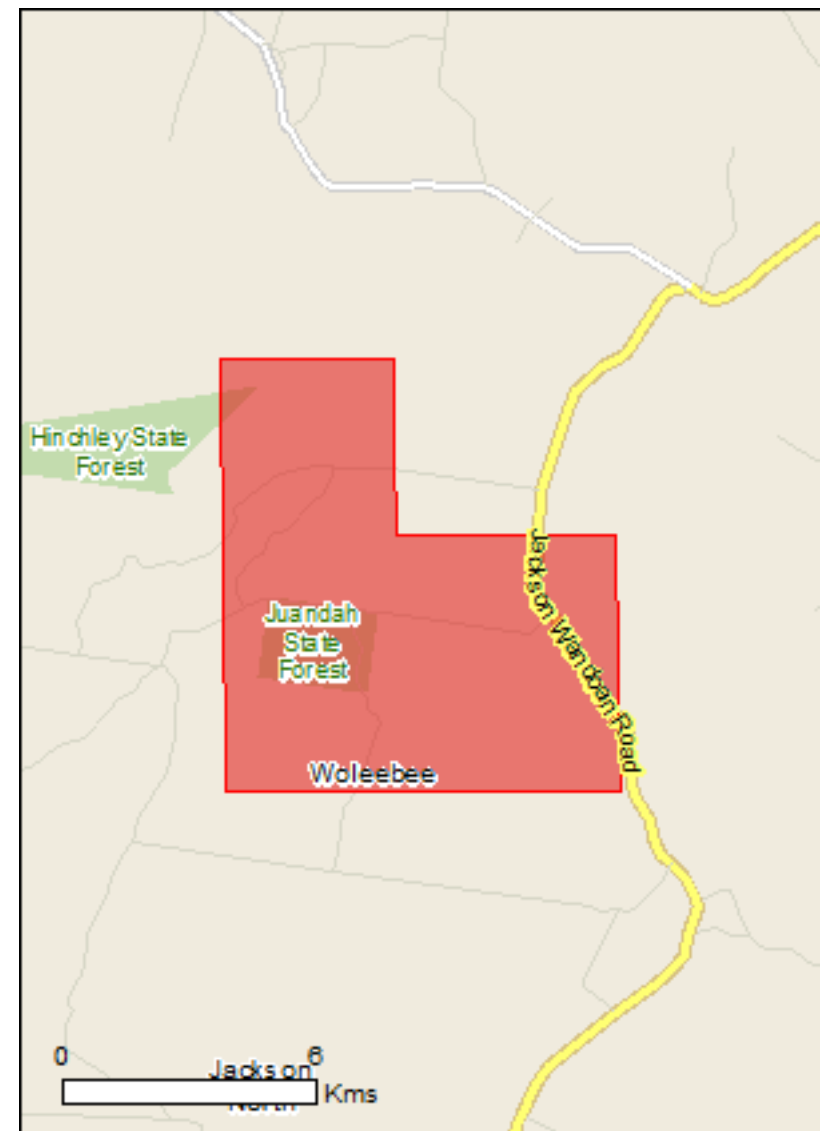 Hinchley State
Forest
Juandah
State
Forest
Jackson Wandoan Road
Woleebee
0 6
Jackson
North
Kms